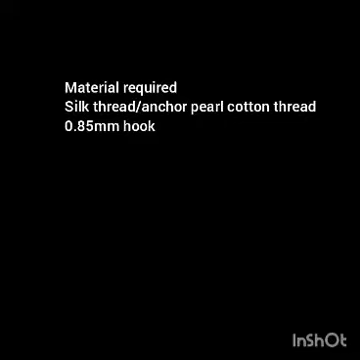 Material required
Silk thread/anchor pearl cotton thread
0.85mm hook
InShOt